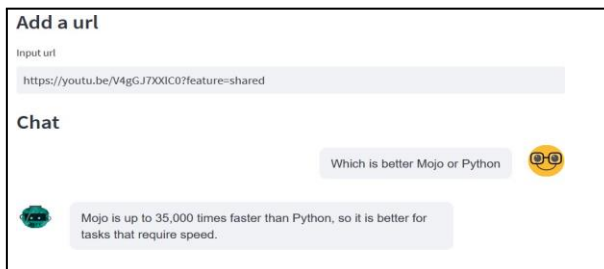 Add a url
Input url
https://youtu.be/V4gGJ7XXlC0?feature=shared
Chat
Which is better Mojo or Python
Mojo is up to 35,000 times faster than Python, so it is better for
tasks that require speed.